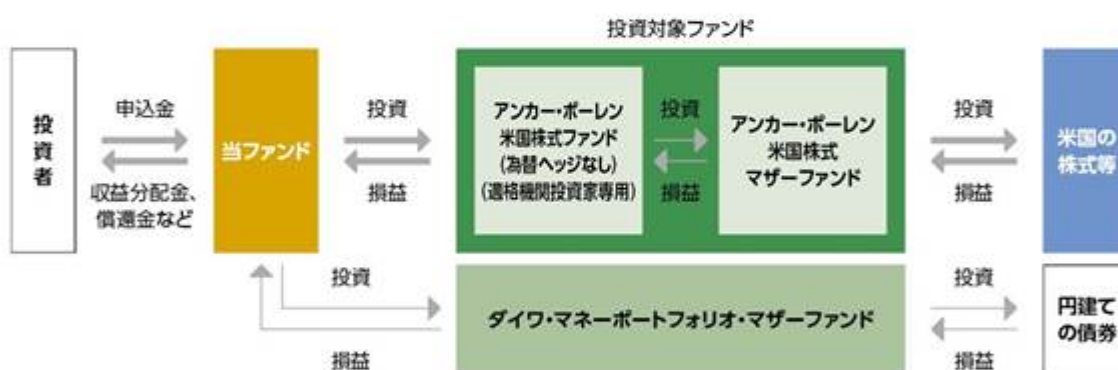 投資対象ファンド
投資者
申込金
収益分配金、
償還金など
当ファンド
投資
損益
アンカー・ボーレン
米国株式ファンド
(為替ヘッジなし)
(適格機関投資家専用)
投資
損益
アンカー・ボーレン
米国株式
マザーファンド
投資
損益
米国の
株式等
投資
損益
ダイワ・マネーポートフォリオ・マザーファンド
投資
損益
円建て
の債券